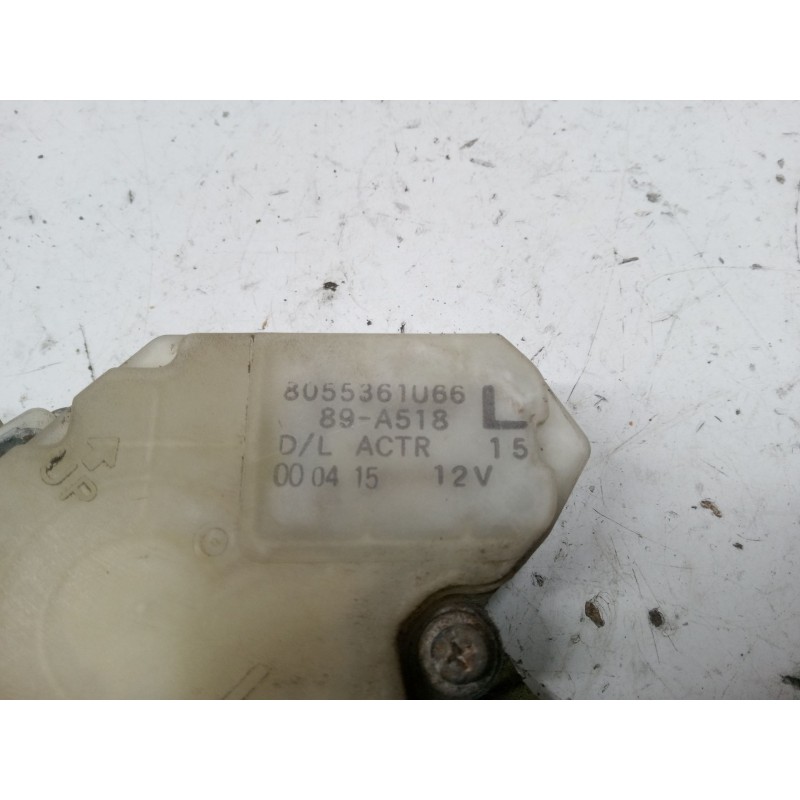 8055361U66 L
89-A518
D/L ACTR 15
00 04 15 12V
UP